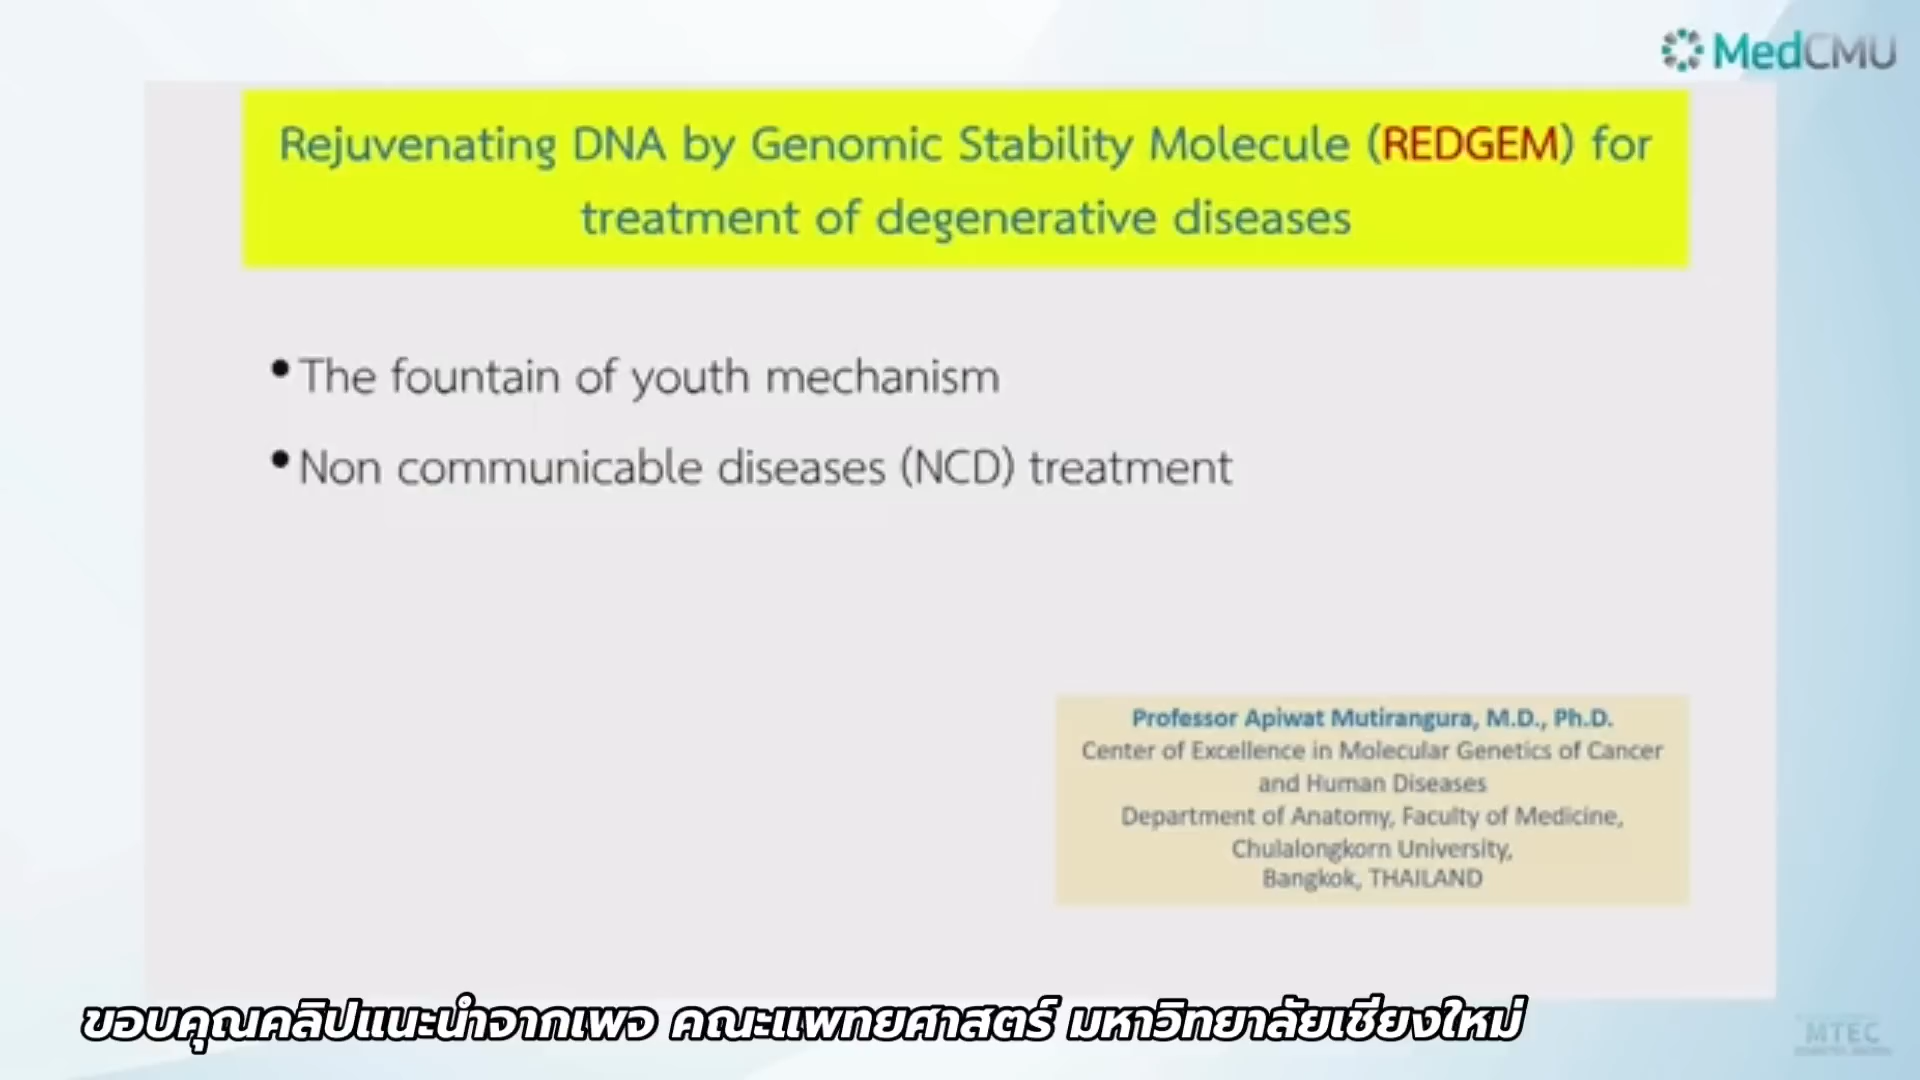 MedCMU
Rejuvenating DNA by Genomic Stability Molecule (REDGEM) for
treatment of degenerative diseases
• The fountain of youth mechanism
• Non communicable diseases (NCD) treatment
Professor Apiwat Mutirangura, M.D., Ph.D.
Center of Excellence in Molecular Genetics of Cancer
and Human Diseases
Department of Anatomy, Faculty of Medicine,
Chulalongkorn University,
Bangkok, THAILAND
ขอบคุณคลิปแนะนำจากเพจ คณะแพทยศาสตร์ มหาวิทยาลัยเชียงใหม่
MTEC